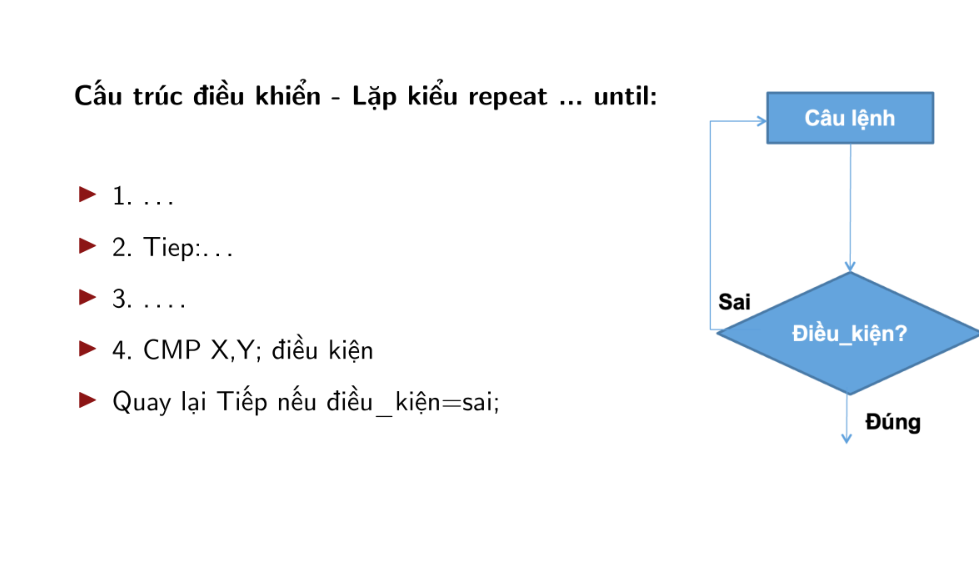 Cấu trúc điều khiển - Lặp kiểu repeat ... until:
▶ 1. ...
▶ 2. Tiep:...
▶ 3. ....
▶ 4. CMP X,Y; điều kiện
▶ Quay lại Tiếp nếu điều_kiện=sai;
Câu lệnh
Sai
Điều_kiện?
Đúng